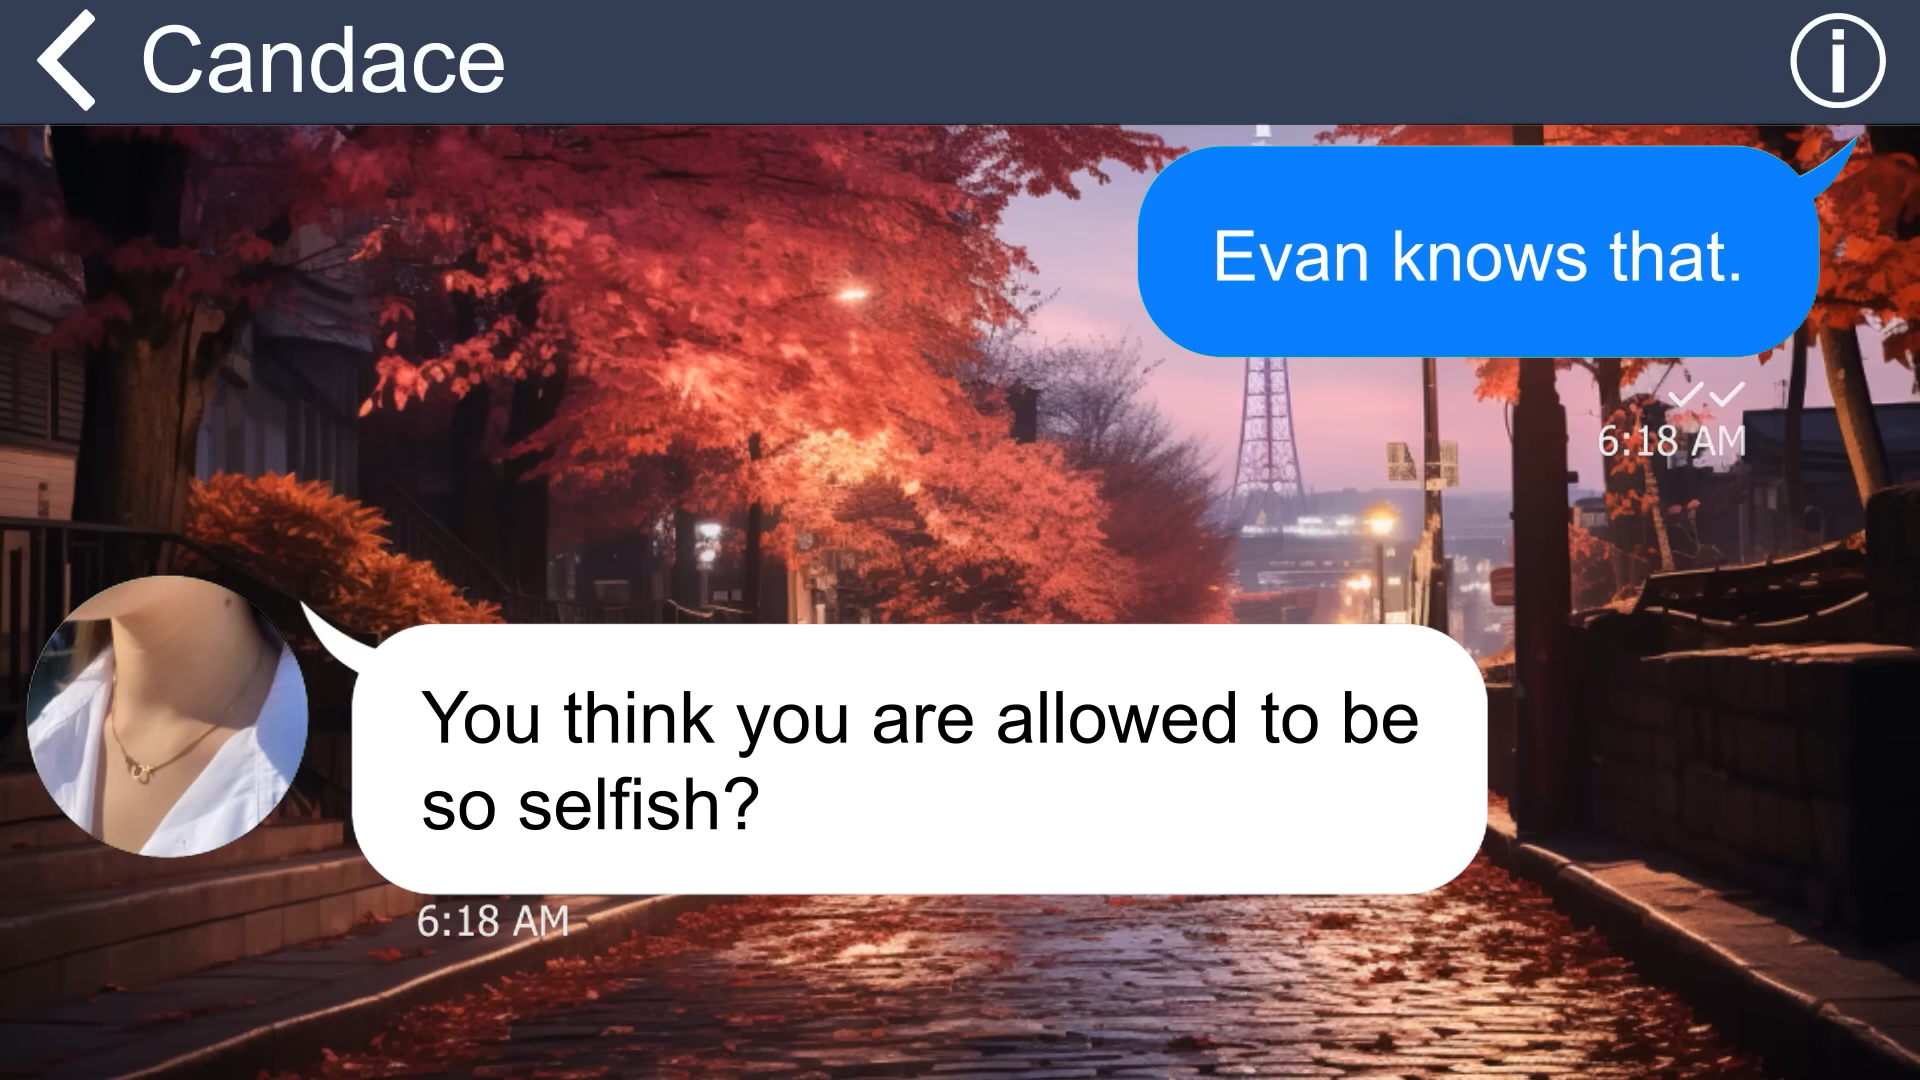 Candace
Evan knows that.
6:18 AM
You think you are allowed to be
so selfish?
6:18 AM